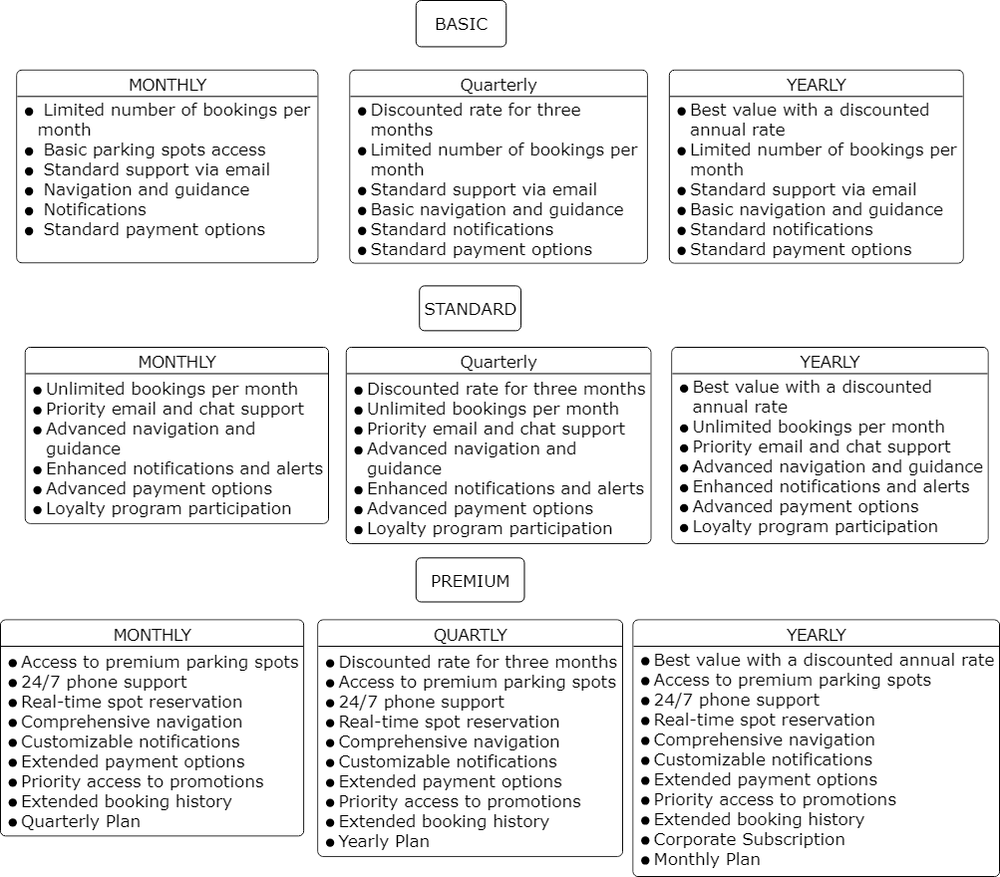 BASIC
MONTHLY
● Limited number of bookings per
month
● Basic parking spots access
● Standard support via email
● Navigation and guidance
● Notifications
● Standard payment options
Quarterly
● Discounted rate for three
months
● Limited number of bookings per
month
● Standard support via email
● Basic navigation and guidance
● Standard notifications
● Standard payment options
YEARLY
● Best value with a discounted
annual rate
● Limited number of bookings per
month
● Standard support via email
● Basic navigation and guidance
● Standard notifications
● Standard payment options
STANDARD
MONTHLY
● Unlimited bookings per month
● Priority email and chat support
● Advanced navigation and
guidance
● Enhanced notifications and alerts
● Advanced payment options
● Loyalty program participation
Quarterly
● Discounted rate for three months
● Unlimited bookings per month
● Priority email and chat support
● Advanced navigation and
guidance
● Enhanced notifications and alerts
● Advanced payment options
● Loyalty program participation
YEARLY
● Best value with a discounted
annual rate
● Unlimited bookings per month
● Priority email and chat support
● Advanced navigation and guidance
● Enhanced notifications and alerts
● Advanced payment options
● Loyalty program participation
PREMIUM
MONTHLY
● Access to premium parking spots
● 24/7 phone support
● Real-time spot reservation
● Comprehensive navigation
● Customizable notifications
● Extended payment options
● Priority access to promotions
● Extended booking history
● Quarterly Plan
QUARTLY
● Discounted rate for three months
● Access to premium parking spots
● 24/7 phone support
● Real-time spot reservation
● Comprehensive navigation
● Customizable notifications
● Extended payment options
● Priority access to promotions
● Extended booking history
● Yearly Plan
YEARLY
● Best value with a discounted annual rate
● Access to premium parking spots
● 24/7 phone support
● Real-time spot reservation
● Comprehensive navigation
● Customizable notifications
● Extended payment options
● Priority access to promotions
● Extended booking history
● Corporate Subscription
● Monthly Plan